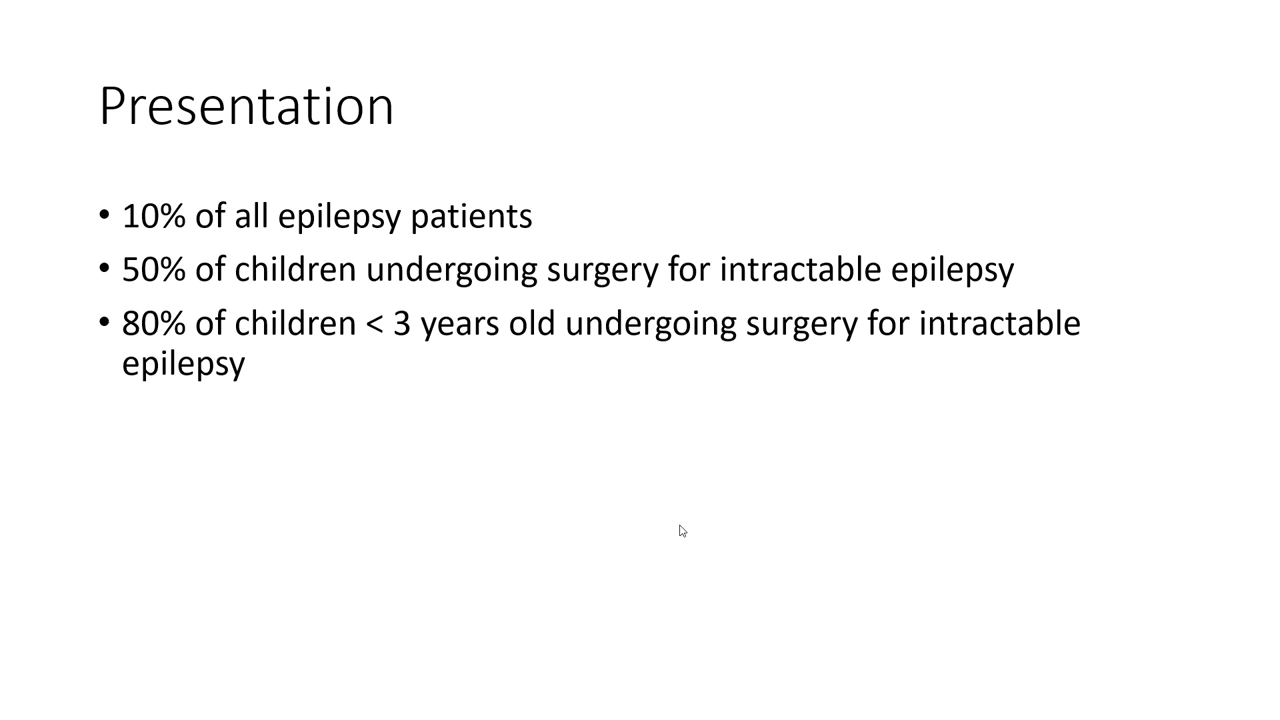 Presentation
• 10% of all epilepsy patients
• 50% of children undergoing surgery for intractable epilepsy
• 80% of children < 3 years old undergoing surgery for intractable
epilepsy